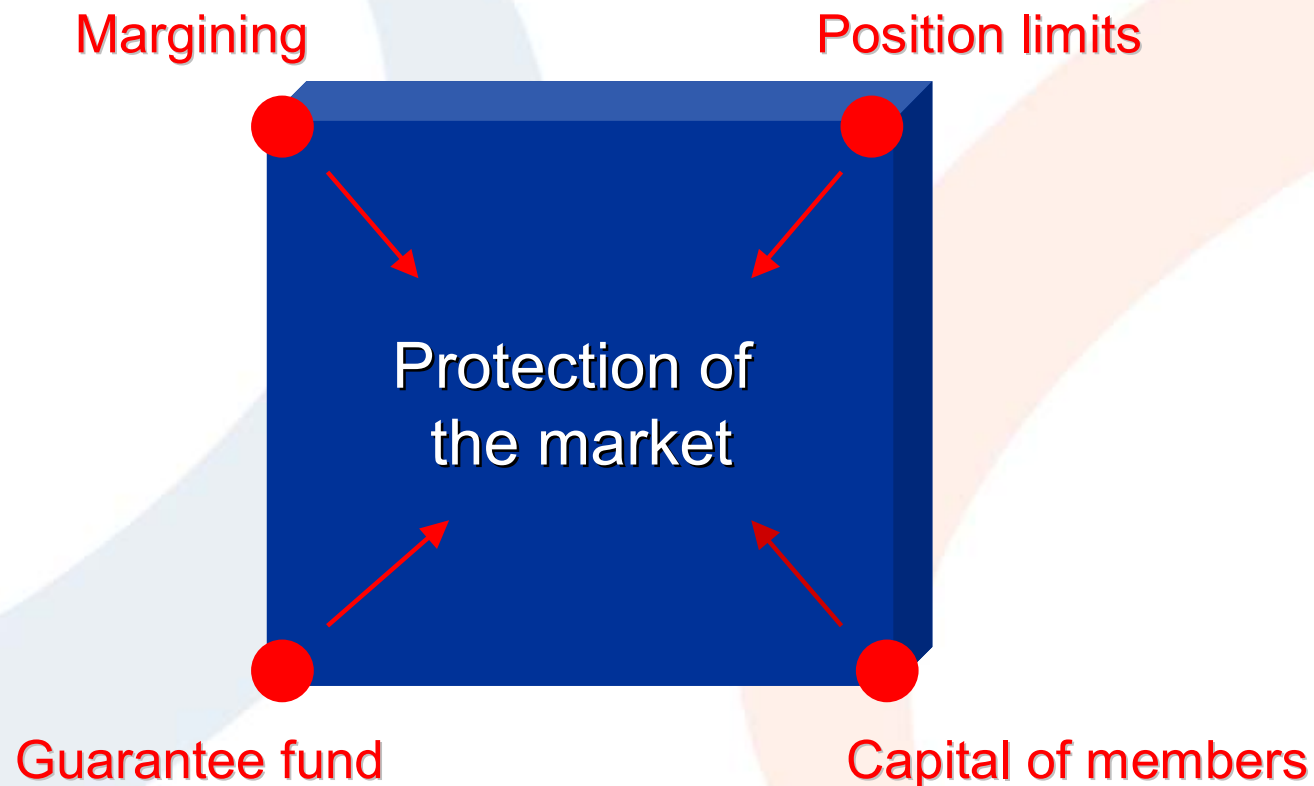 Margining
Position limits
Protection of
the market
Guarantee fund
Capital of members